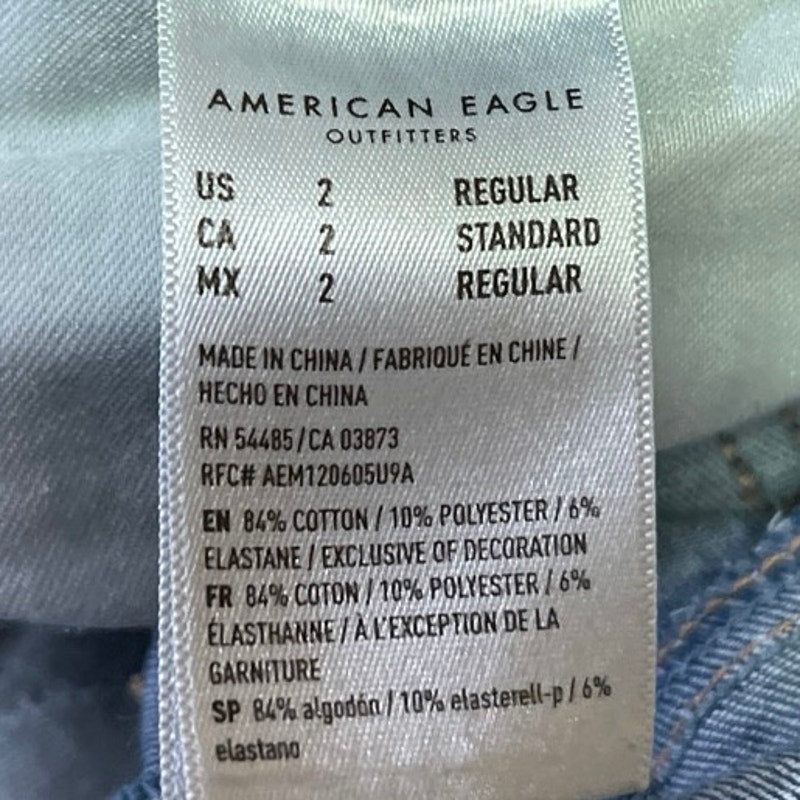 AMERICAN EAGLE
OUTFITTERS
US 2 REGULAR
CA 2 STANDARD
MX 2 REGULAR
MADE IN CHINA / FABRIQUÉ EN CHINE /
HECHO EN CHINA
RN 54485/CA 03873
RFC# AEM120605U9A
EN 84% COTTON / 10% POLYESTER / 6%
ELASTANE / EXCLUSIVE OF DECORATION
FR 84% COTON / 10% POLYESTER / 6%
ÉLASTHANNE / À L'EXCEPTION DE LA
GARNITURE
SP 84% algodón / 10% elasterell-p / 6%
elastano